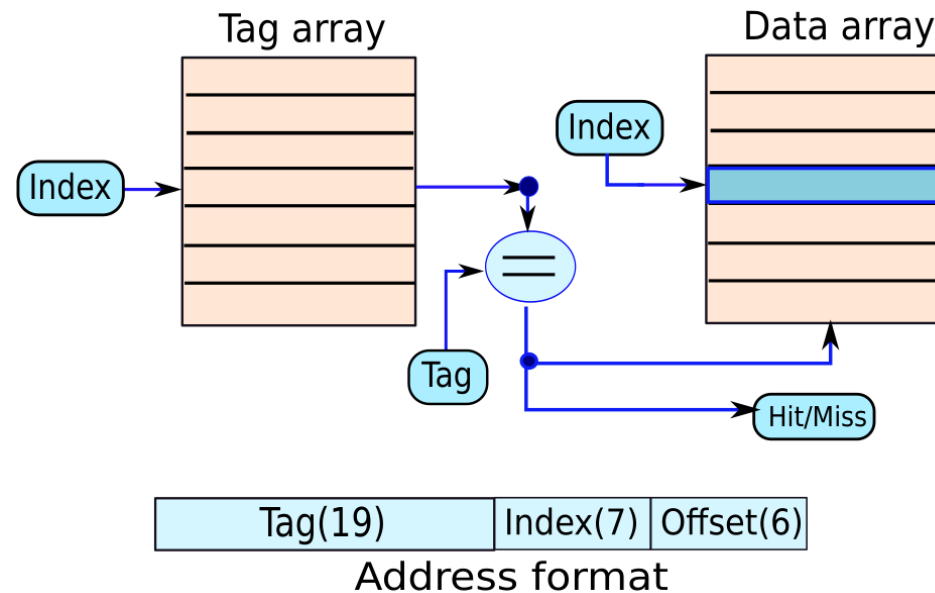 Tag array
Data array
Index
Index
Tag
Hit/Miss
Tag(19) Index(7) Offset(6)
Address format